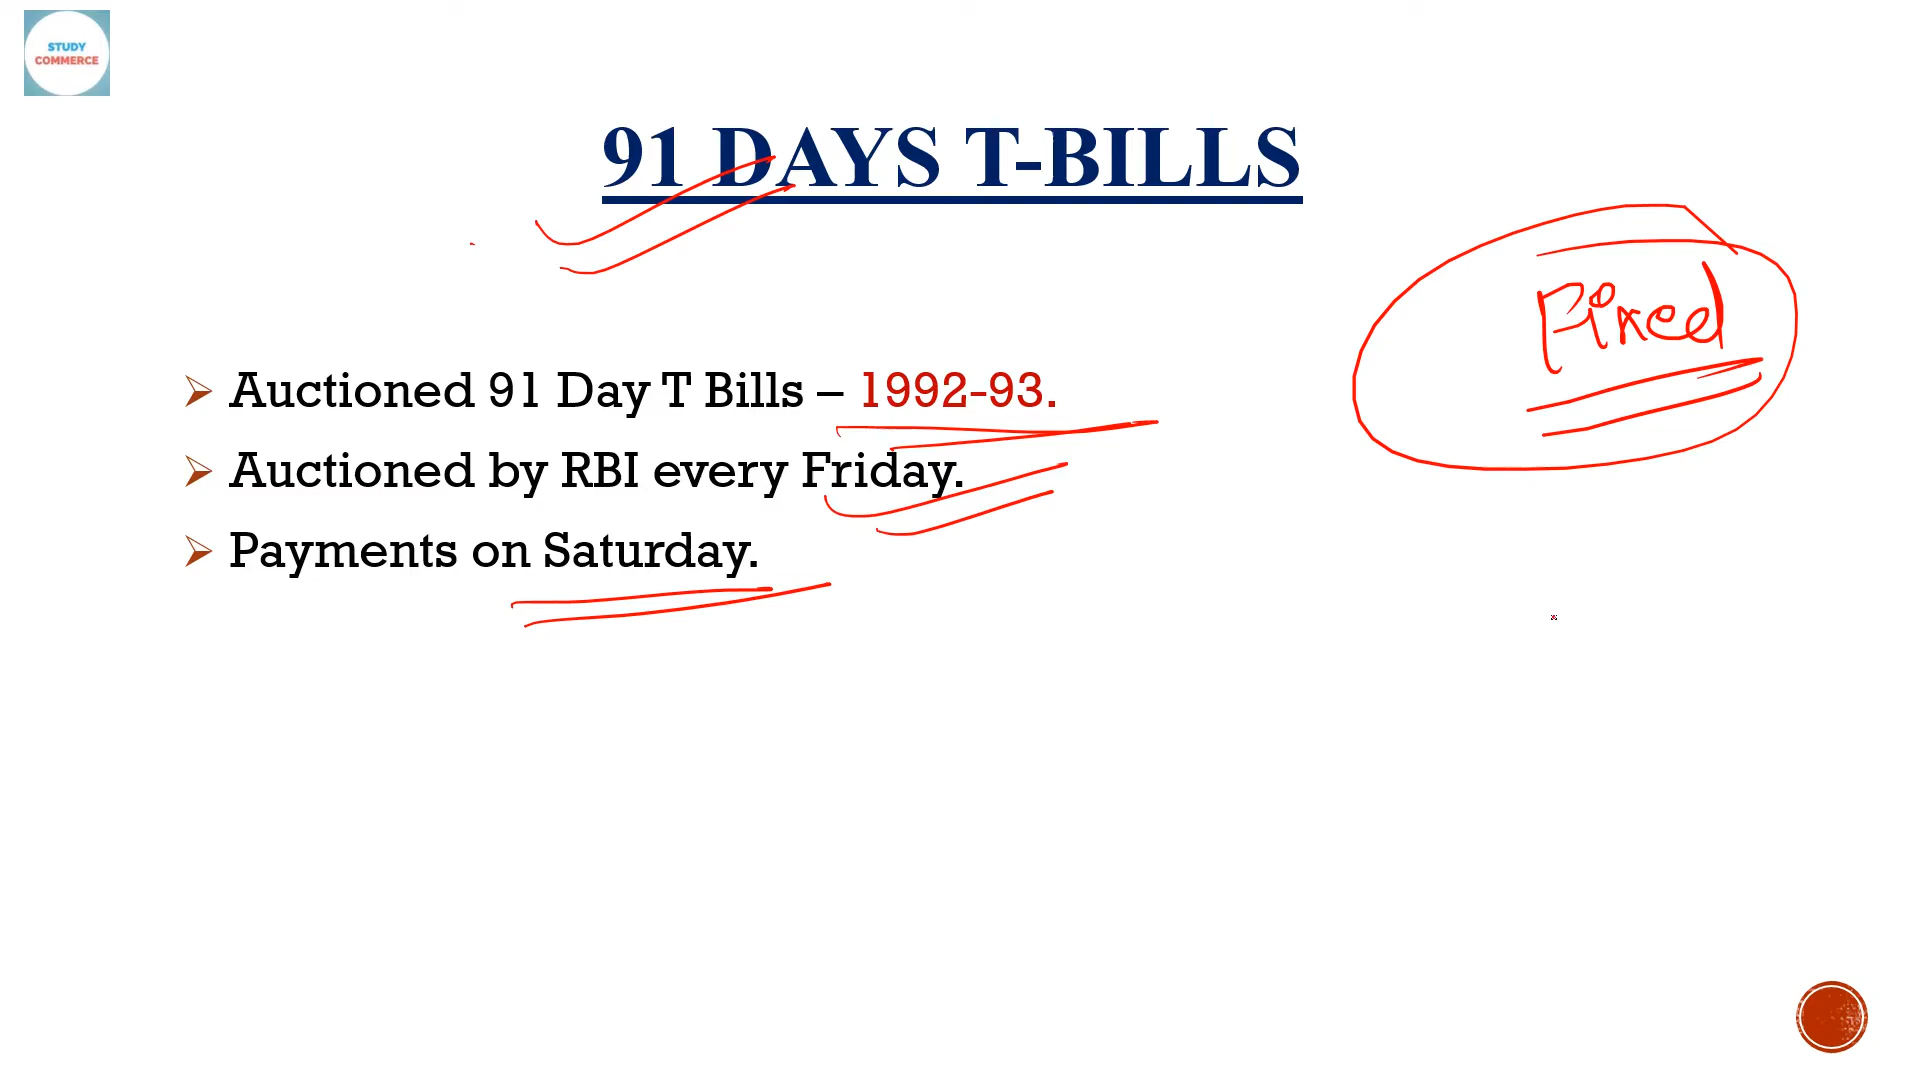 STUDY
COMMERCE
91 DAYS T-BILLS
Fixed
Auctioned 91 Day T Bills – 1992-93.
Auctioned by RBI every Friday.
Payments on Saturday.